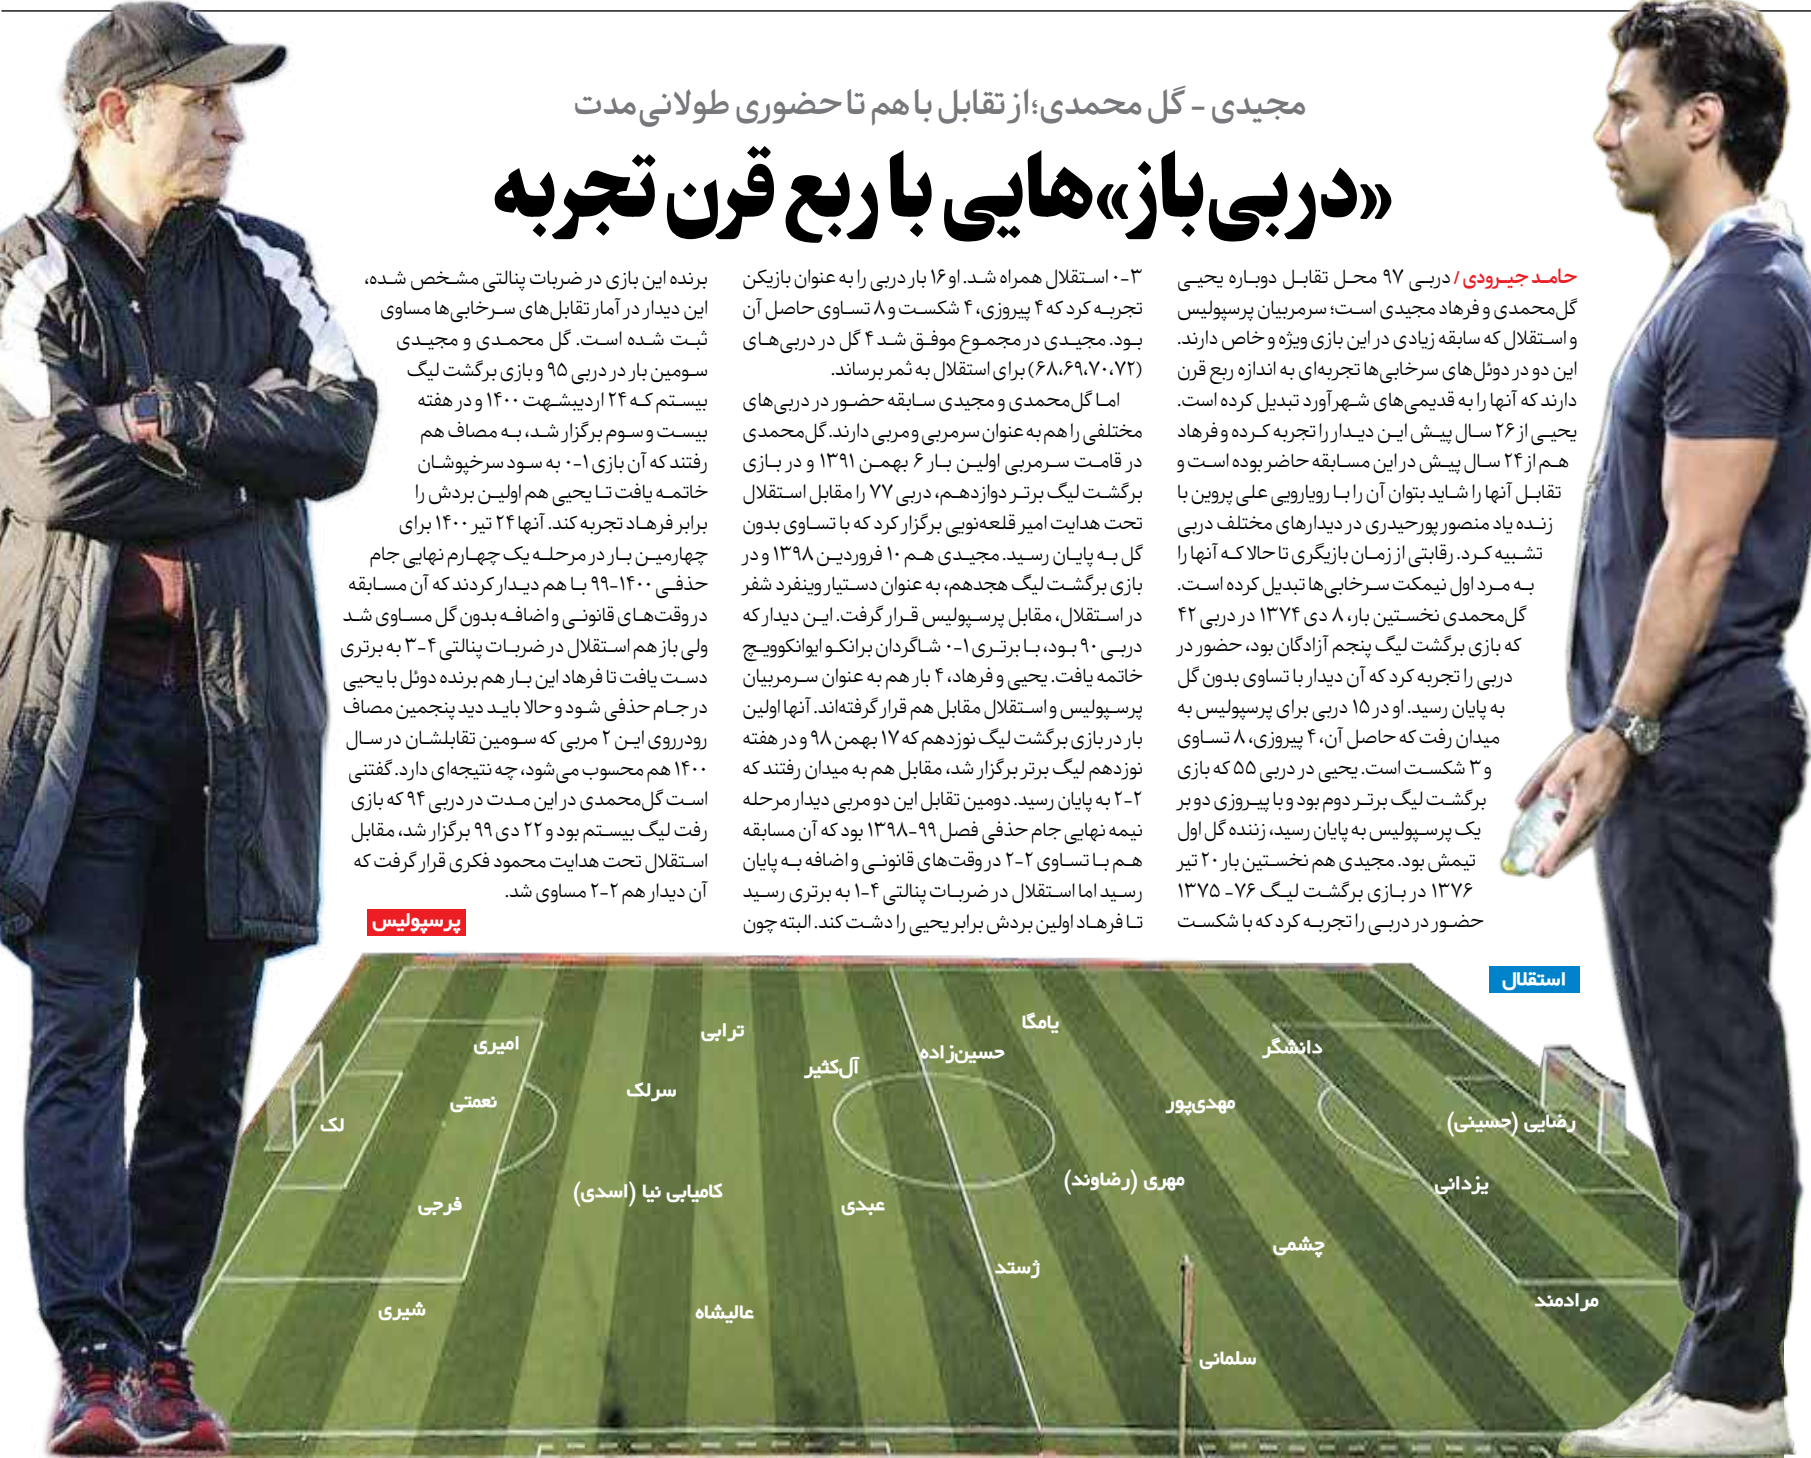 مجیدی - گل محمدی؛ از تقابل با هم تا حضوری طولانی‌مدت
«دربی‌باز»هایی با ربع قرن تجربه
حامد جیرودی / دربی ۹۷ محل تقابل دوباره یحیی
گل‌محمدی و فرهاد مجیدی است؛ سرمربیان پرسپولیس
و استقلال که سابقه زیادی در این بازی ویژه و خاص دارند.
این دو در دوئل‌های سرخابی‌ها تجربه‌ای به اندازه ربع قرن
دارند که آنها را به قدیمی‌های شهرآورد تبدیل کرده است.
یحیی از ۲۶ سال پیش این دیدار را تجربه کرده و فرهاد
هم از ۲۴ سال پیش در این مسابقه حاضر بوده است و
تقابل آنها را شاید بتوان آن را با رویارویی علی پروین با
زنده یاد منصور پورحیدری در دیدارهای مختلف دربی
تشبیه کرد. رقابتی از زمان بازیگری تا حالا که آنها را
به مرد اول نیمکت سرخابی‌ها تبدیل کرده است.
گل‌محمدی نخستین بار، ۸ دی ۱۳۷۴ در دربی ۴۲
که بازی برگشت لیگ پنجم آزادگان بود، حضور در
دربی را تجربه کرد که آن دیدار با تساوی بدون گل
به پایان رسید. او در ۱۵ دربی برای پرسپولیس به
میدان رفت که حاصل آن، ۴ پیروزی، ۸ تساوی
و ۳ شکست است. یحیی در دربی ۵۵ که بازی
برگشت لیگ برتر دوم بود و با پیروزی دو بر
یک پرسپولیس به پایان رسید، زننده گل اول
تیمش بود. مجیدی هم نخستین بار ۲۰ تیر
۱۳۷۶ در بازی برگشت لیگ ۷۶- ۱۳۷۵
حضور در دربی را تجربه کرد که با شکست
۳-۰ استقلال همراه شد. او ۱۶ بار دربی را به عنوان بازیکن
تجربه کرد که ۴ پیروزی، ۴ شکست و ۸ تساوی حاصل آن
بود. مجیدی در مجموع موفق شد ۴ گل در دربی‌های
(۶۸،۶۹،۷۰،۷۲) برای استقلال به ثمر برساند.
اما گل‌محمدی و مجیدی سابقه حضور در دربی‌های
مختلفی را هم به عنوان سرمربی و مربی دارند. گل‌محمدی
در قامت سرمربی اولین بار ۶ بهمن ۱۳۹۱ و در بازی
برگشت لیگ برتر دوازدهم، دربی ۷۷ را مقابل استقلال
تحت هدایت امیر قلعه‌نویی برگزار کرد که با تساوی بدون
گل به پایان رسید. مجیدی هم ۱۰ فروردین ۱۳۹۸ و در
بازی برگشت لیگ هجدهم، به عنوان دستیار وینفرد شفر
در استقلال، مقابل پرسپولیس قرار گرفت. این دیدار که
دربی ۹۰ بود، با برتری ۱-۰ شاگردان برانکو ایوانکوویچ
خاتمه یافت. یحیی و فرهاد، ۴ بار هم به عنوان سرمربیان
پرسپولیس و استقلال مقابل هم قرار گرفته‌اند. آنها اولین
بار در بازی برگشت لیگ نوزدهم که ۱۷ بهمن ۹۸ و در هفته
نوزدهم لیگ برتر برگزار شد، مقابل هم به میدان رفتند که
۲-۲ به پایان رسید. دومین تقابل این دو مربی دیدار مرحله
نیمه نهایی جام حذفی فصل ۹۹-۱۳۹۸ بود که آن مسابقه
هم با تساوی ۲-۲ در وقت‌های قانونی و اضافه به پایان
رسید اما استقلال در ضربات پنالتی ۴-۱ به برتری رسید
تا فرهاد اولین بردش برابر یحیی را دشت کند. البته چون
برنده این بازی در ضربات پنالتی مشخص شده،
این دیدار در آمار تقابل‌های سرخابی‌ها مساوی
ثبت شده است. گل محمدی و مجیدی
سومین بار در دربی ۹۵ و بازی برگشت لیگ
بیستم که ۲۴ اردیبشهت ۱۴۰۰ و در هفته
بیست و سوم برگزار شد، به مصاف هم
رفتند که آن بازی ۱-۰ به سود سرخپوشان
خاتمه یافت تا یحیی هم اولین بردش را
برابر فرهاد تجربه کند. آنها ۲۴ تیر ۱۴۰۰ برای
چهارمین بار در مرحله یک چهارم نهایی جام
حذفی ۱۴۰۰-۹۹ با هم دیدار کردند که آن مسابقه
در وقت‌های قانونی و اضافه بدون گل مساوی شد
ولی باز هم استقلال در ضربات پنالتی ۴-۳ به برتری
دست یافت تا فرهاد این بار هم برنده دوئل با یحیی
در جام حذفی شود و حالا باید دید پنجمین مصاف
رودرروی این ۲ مربی که سومین تقابلشان در سال
۱۴۰۰ هم محسوب می‌شود، چه نتیجه‌ای دارد. گفتنی
است گل‌محمدی در این مدت در دربی ۹۴ که بازی
رفت لیگ بیستم بود و ۲۲ دی ۹۹ برگزار شد، مقابل
استقلال تحت هدایت محمود فکری قرار گرفت که
آن دیدار هم ۲-۲ مساوی شد.
پرسپولیس
استقلال
یامگا
ترابی
امیری
دانشگر
حسین‌زاده
آل‌کثیر
سرلک
نعمتی
مهدی‌پور
رضایی (حسینی)
لک
مهری (رضاوند)
یزدانی
کامیابی نیا (اسدی)
عبدی
فرجی
چشمی
ژستد
مرادمند
عالیشاه
شیری
سلمانی